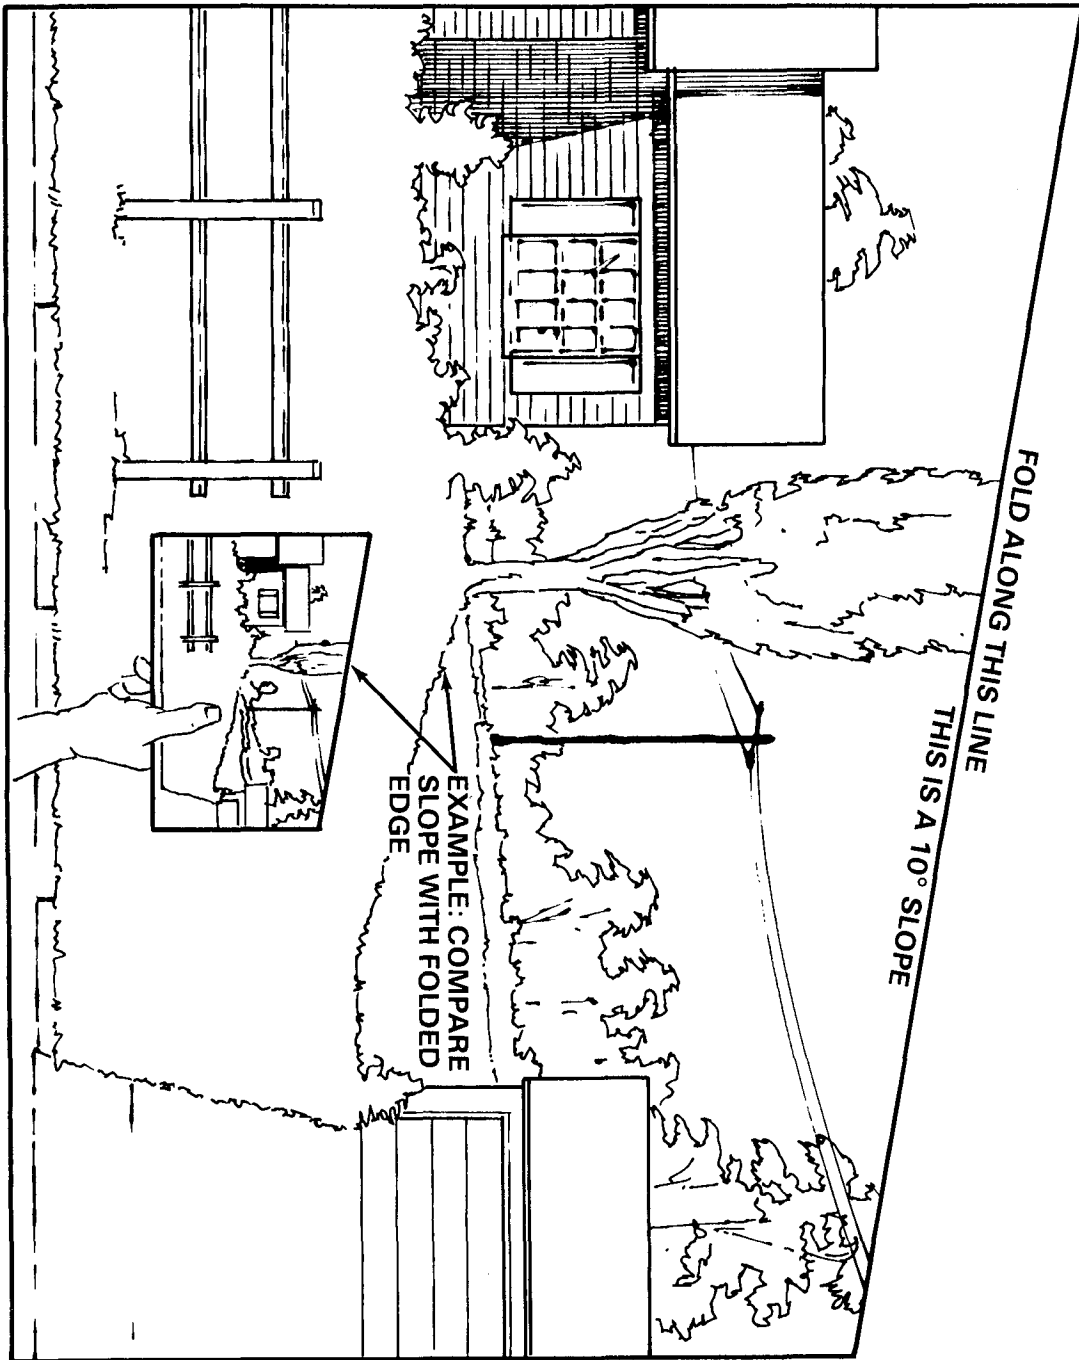 FOLD ALONG THIS LINE
THIS IS A 10° SLOPE
EXAMPLE: COMPARE
SLOPE WITH FOLDED
EDGE